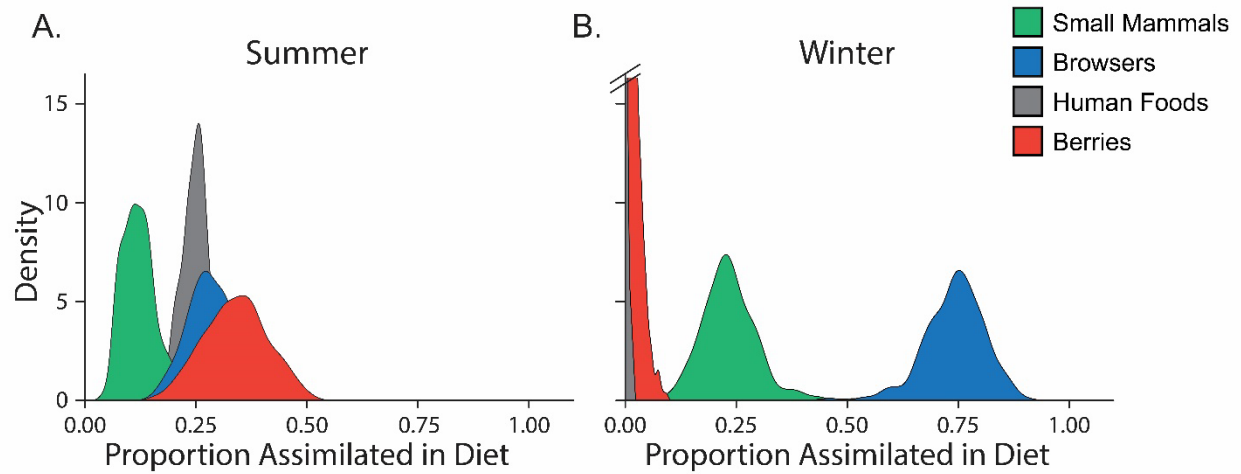 A.
Summer
15
10
5
0
Density
0.00 0.25 0.50 0.75 1.00
Proportion Assimilated in Diet
B.
Winter
0.00 0.25 0.50 0.75 1.00
Proportion Assimilated in Diet
Small Mammals
Browsers
Human Foods
Berries